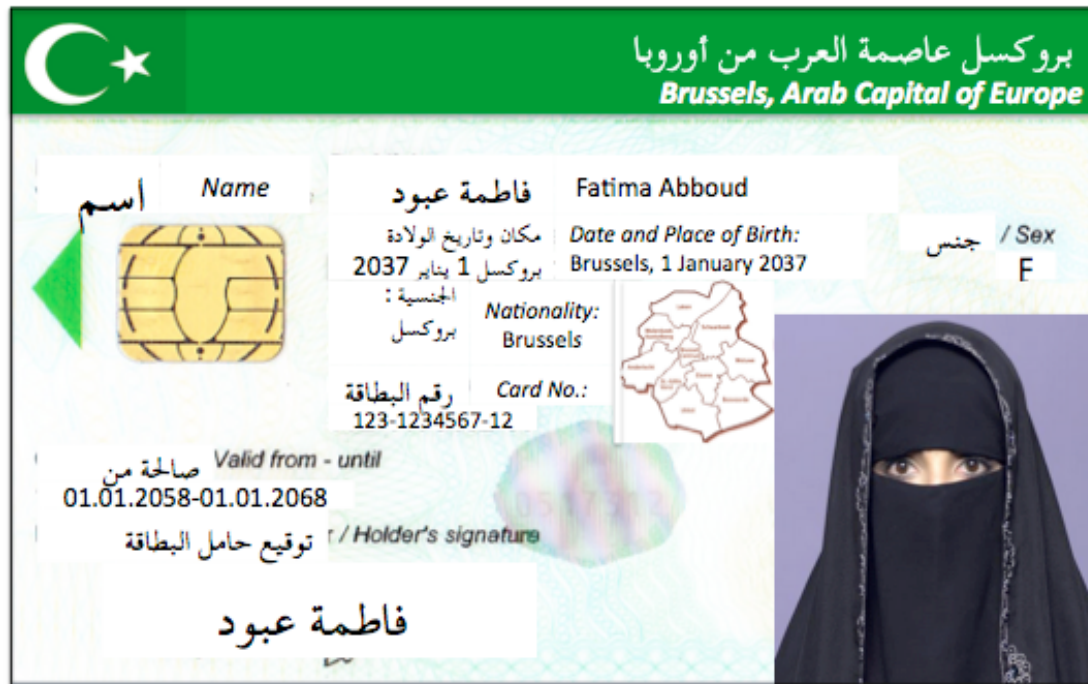 بروكسل عاصمة العرب من أوروبا
Brussels, Arab Capital of Europe
أسم Name فاطمة عبود Fatima Abboud
مكان وتاريخ الولادة Date and Place of Birth: جنس / Sex
بروكسل 1 يناير 2037 Brussels, 1 January 2037 F
الجنسية : Nationality:
بروكسل Brussels
رقم البطاقة Card No.:
123-1234567-12
صالحة من Valid from - until
01.01.2058-01.01.2068
توقيع حامل البطاقة r / Holder's signature
فاطمة عبود